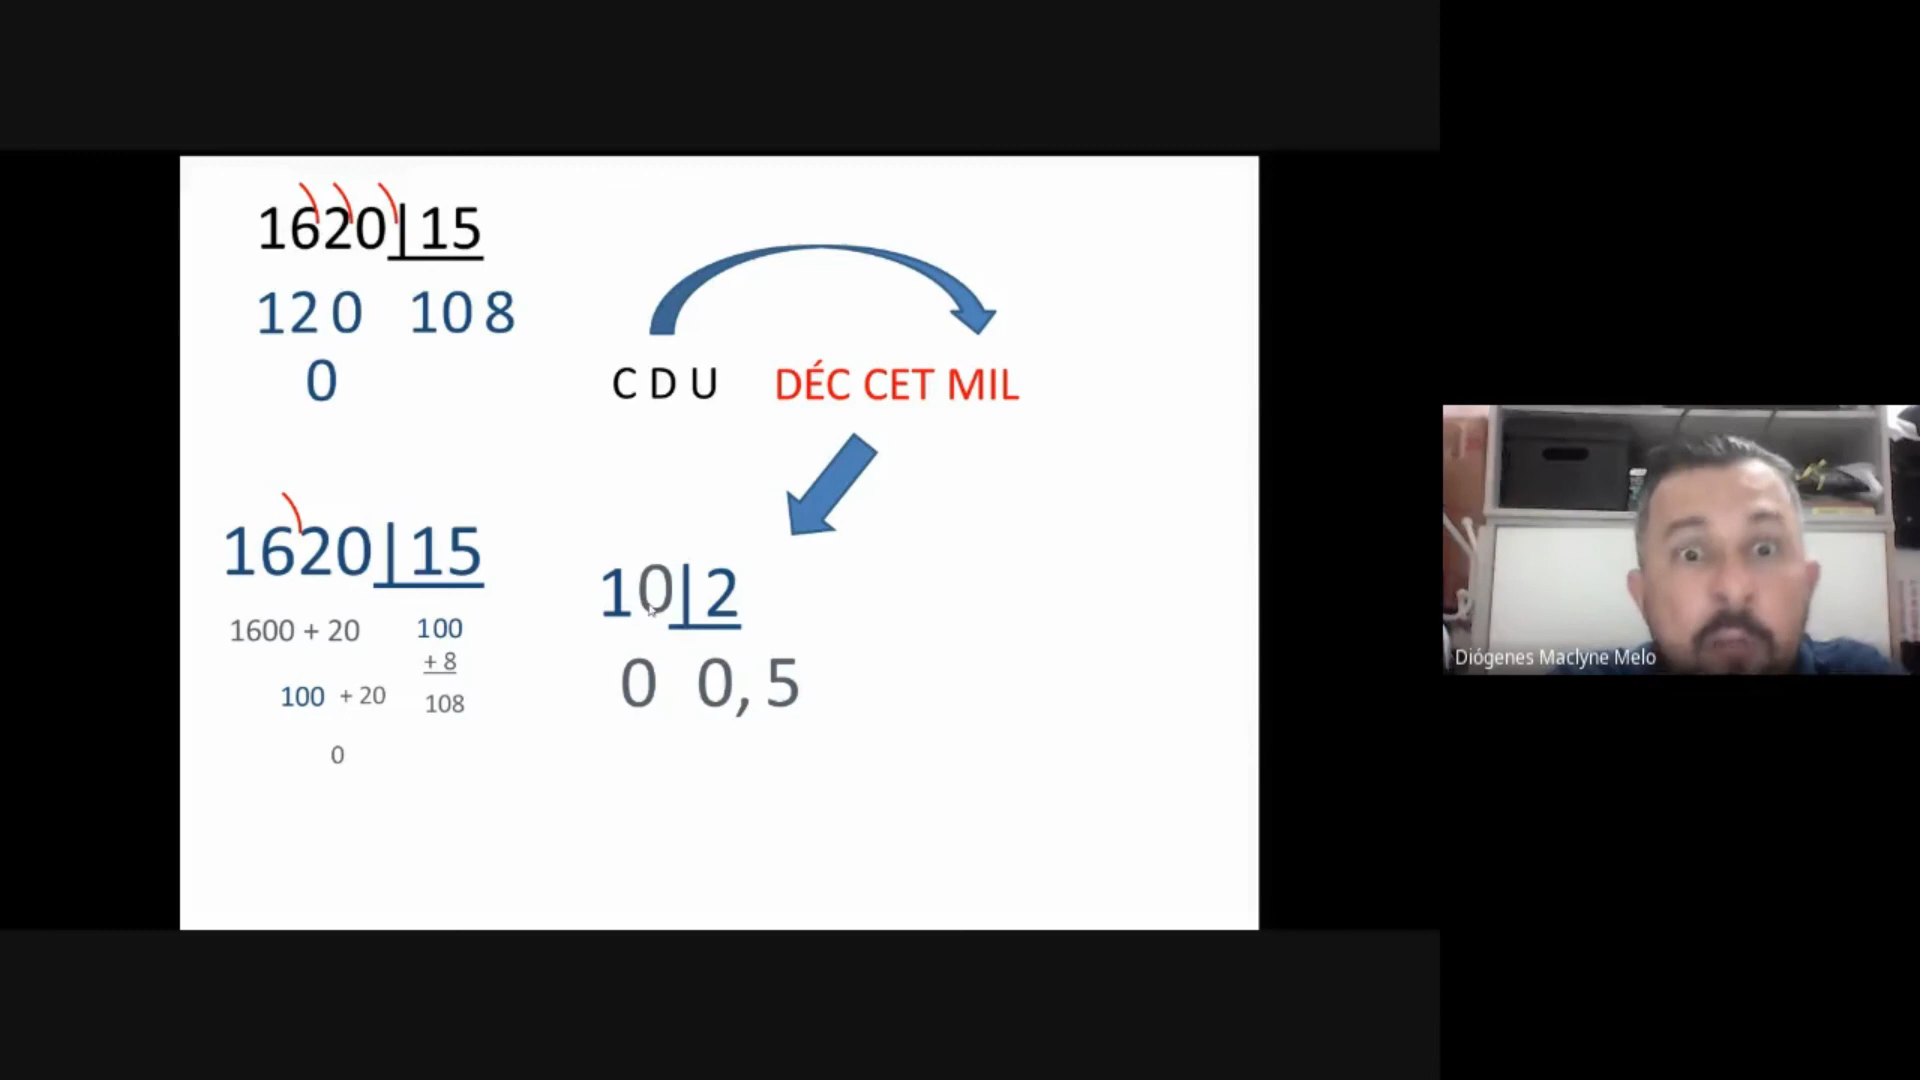 1620|15
120 108
0
C D U DÉC CET MIL
1620|15
1600 + 20 100
+ 8
100 + 20 108
0
10|2
0 0,5
Diógenes Maclyne Melo